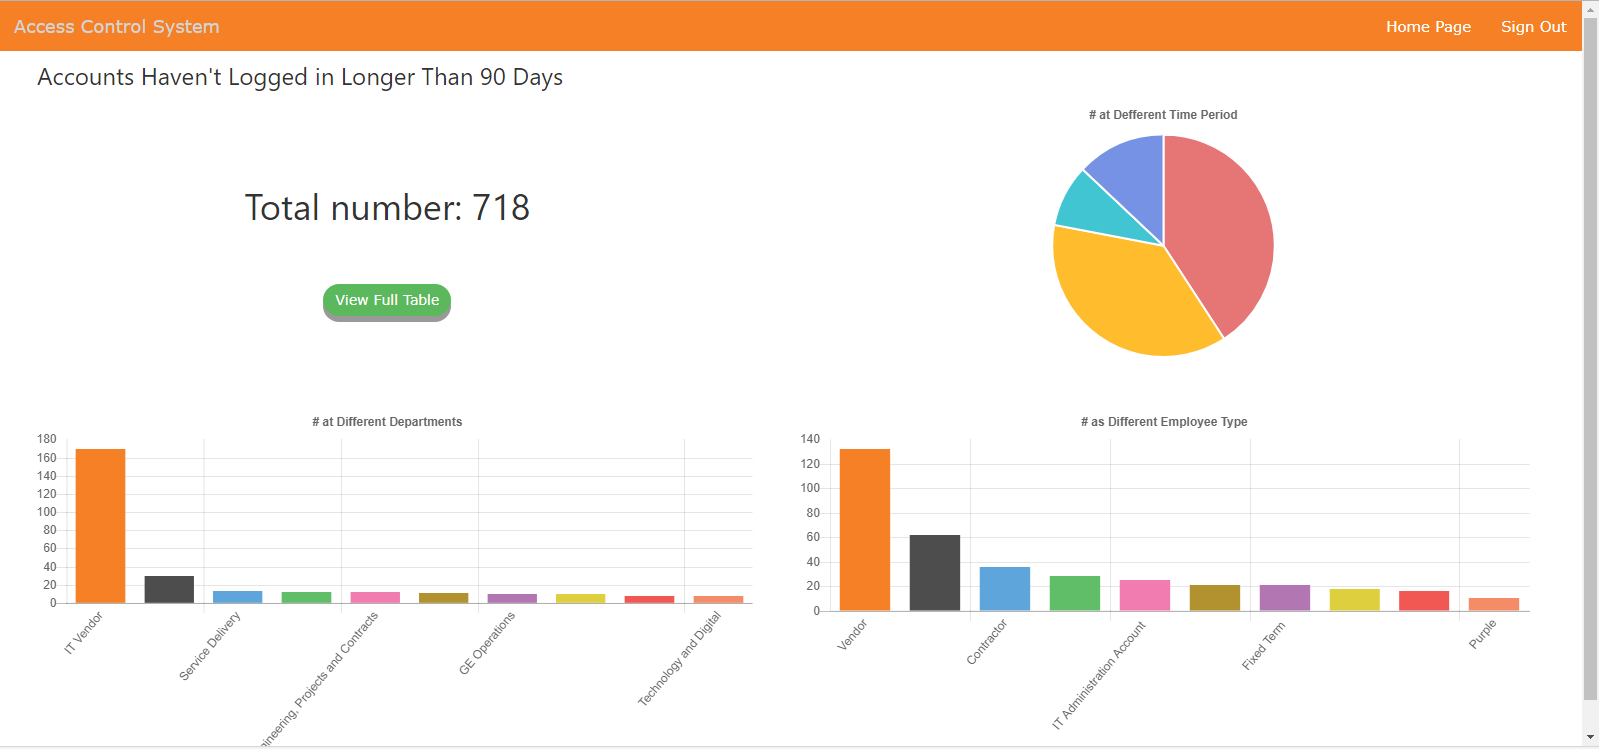 Access Control System
Home Page
Sign Out
Accounts Haven't Logged in Longer Than 90 Days
# at Defferent Time Period
Total number: 718
View Full Table
# at Different Departments
180
160
140
120
100
80
60
40
20
0
IT Vendor
Service Delivery
gineering, Projects and Contracts
GE Operations
Technology and Digital
# as Different Employee Type
140
120
100
80
60
40
20
0
Vendor
Contractor
IT Administration Account
Fixed Term
Purple